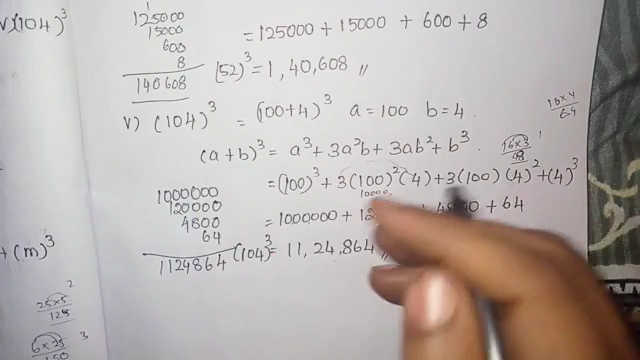 v) (104)³
125000
15000
600
8
140608
= 125000 + 15000 + 600 + 8
(52)³ = 1,40,608 //
v) (104)³ = (100+4)³ a = 100 b = 4
16×4
64
(a+b)³ = a³ + 3a²b + 3ab² + b³
16×3
48
= (100)³ + 3(100)²(4) + 3(100)(4)² + (4)³
10000
1000000
120000
4800
64
1124864
= 1000000 + 12 4800 + 64
(104)³ = 11,24,864 //
+ (m)³
25×5
125
6×25
150